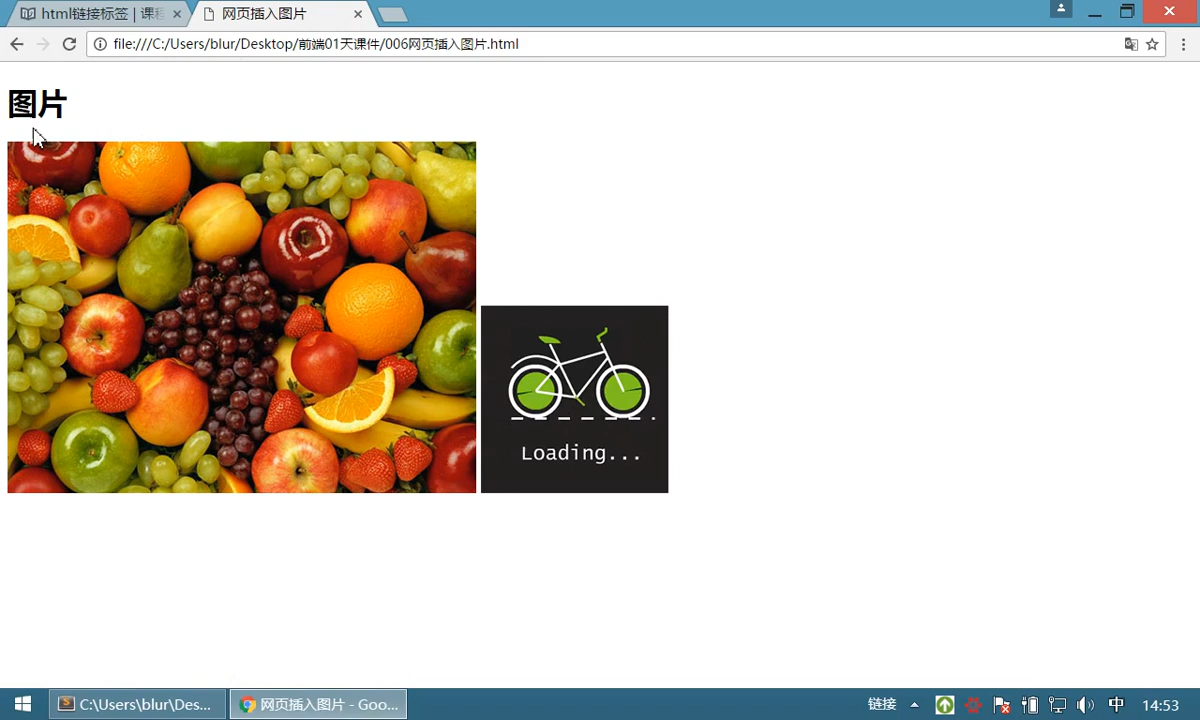 html链接标签 | 课程
网页插入图片
file:///C:/Users/blur/Desktop/前端01天课件/006网页插入图片.html
图片
Loading...
C:\Users\blur\Des...
网页插入图片 - Goo...
链接
中
14:53